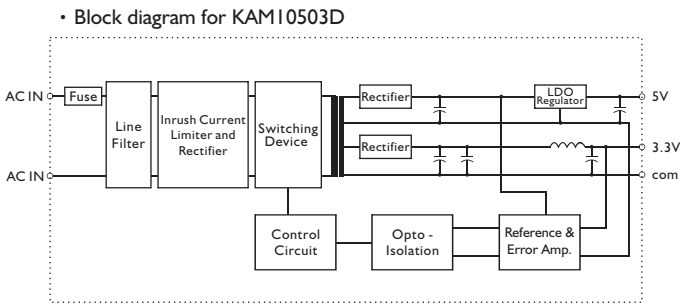 • Block diagram for KAM10503D
AC IN
Fuse
Line
Filter
Inrush Current
Limiter and
Rectifier
Switching
Device
Rectifier
LDO
Regulator
5V
Rectifier
3.3V
AC IN
com
Control
Circuit
Opto -
Isolation
Reference &
Error Amp.